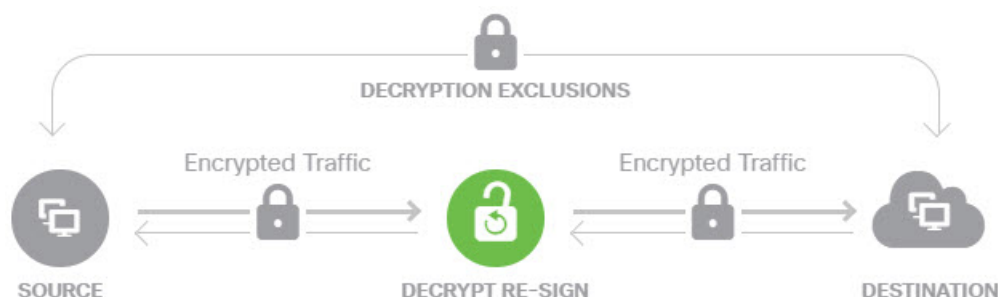 DECRYPTION EXCLUSIONS
Encrypted Traffic
Encrypted Traffic
SOURCE
DECRYPT RE-SIGN
DESTINATION